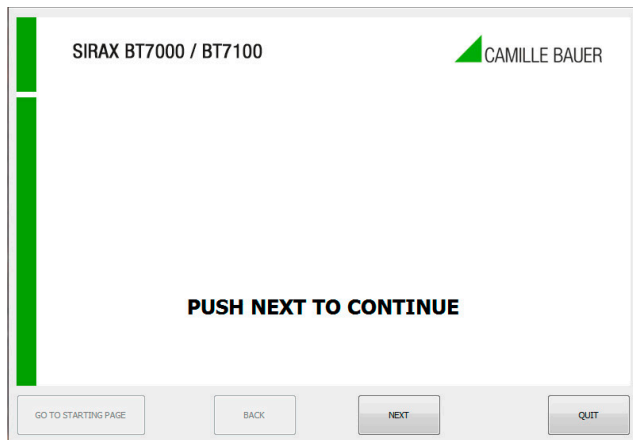 SIRAX BT7000 / BT7100
CAMILLE BAUER
PUSH NEXT TO CONTINUE
GO TO STARTING PAGE
BACK
NEXT
QUIT